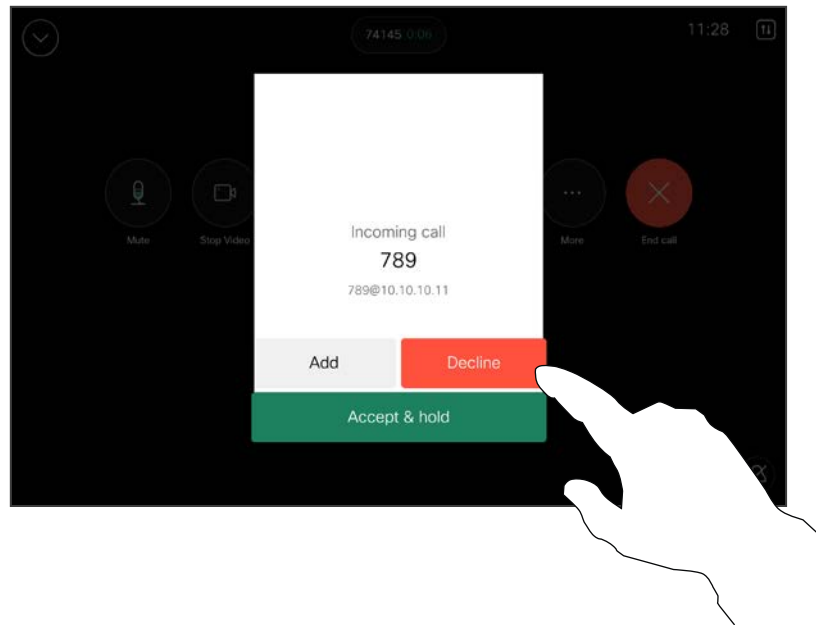 74145 0:06
11:28
Mute
Stop Video
More
End call
Incoming call
789
789@10.10.10.11
Add
Decline
Accept & hold